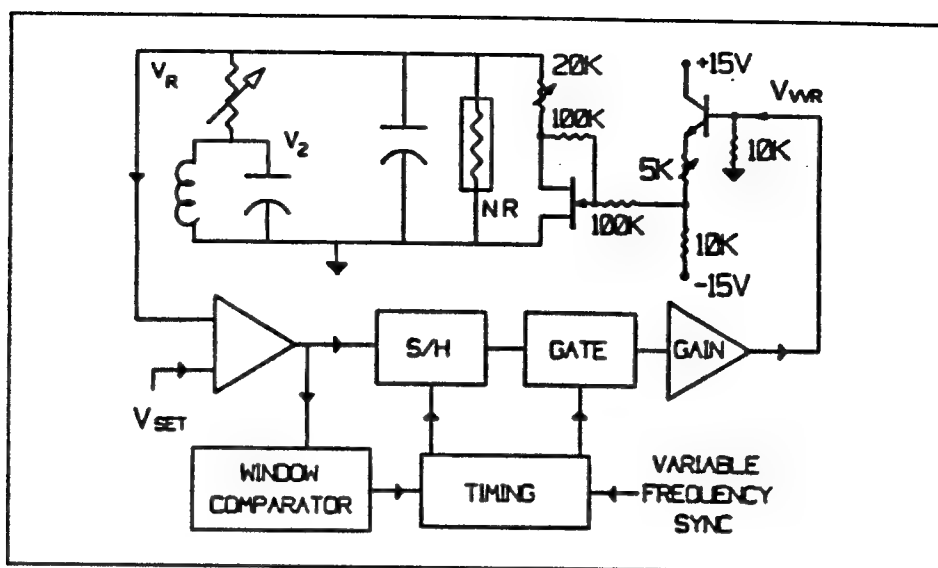 V_R
20K
+15V
V_VVR
100K
V_2
5K
10K
NR
100K
10K
-15V
S/H
GATE
GAIN
V_SET
WINDOW
COMPARATOR
TIMING
VARIABLE
FREQUENCY
SYNC